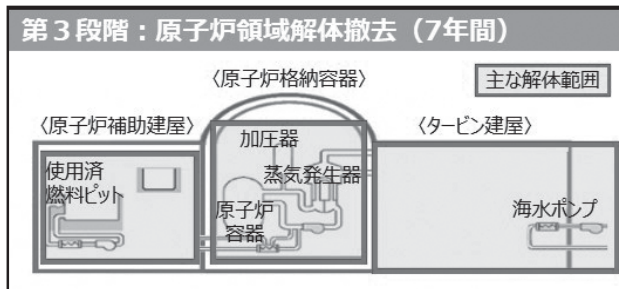 第３段階：原子炉領域解体撤去（7年間）
〈原子炉格納容器〉
主な解体範囲
〈原子炉補助建屋〉
〈タービン建屋〉
加圧器
使用済
燃料ピット
蒸気発生器
原子炉
容器
海水ポンプ